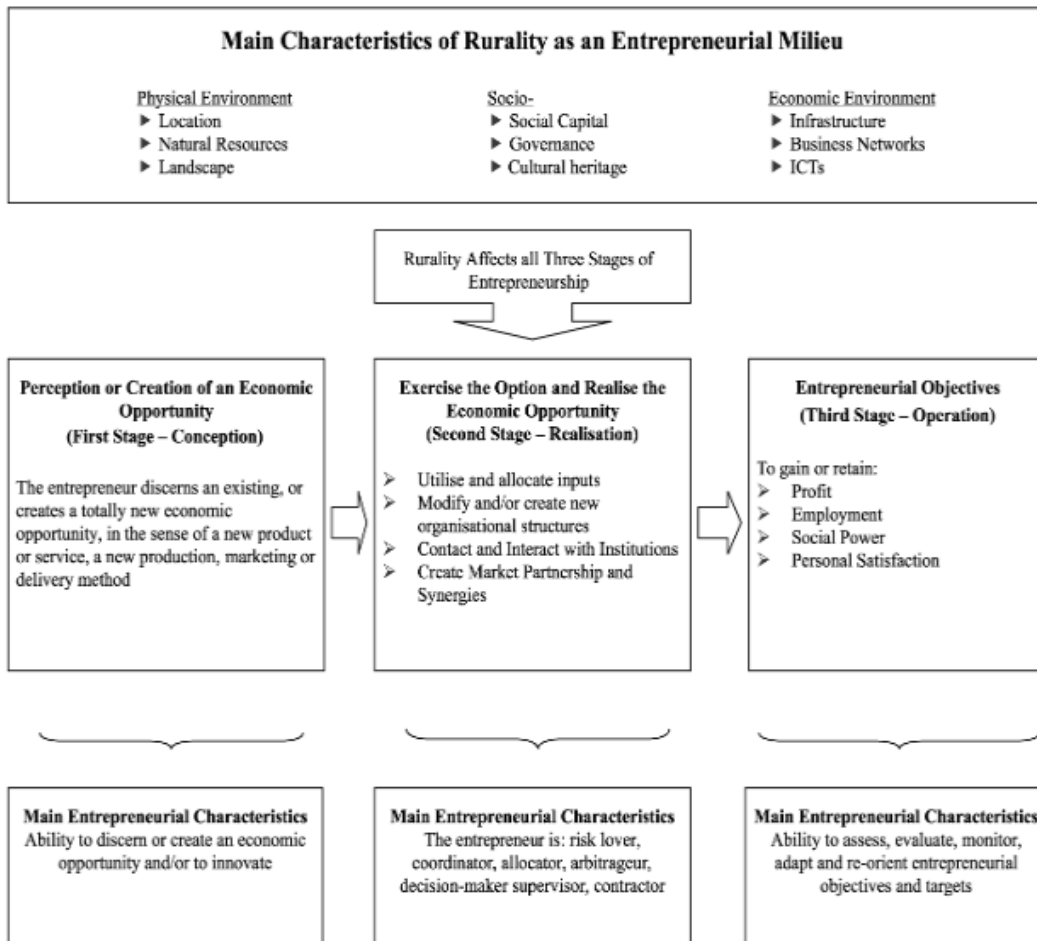 Main Characteristics of Rurality as an Entrepreneurial Milieu
Physical Environment
Location
Natural Resources
Landscape
Socio-
Social Capital
Governance
Cultural heritage
Economic Environment
Infrastructure
Business Networks
ICTs
Rurality Affects all Three Stages of
Entrepreneurship
Perception or Creation of an Economic
Opportunity
(First Stage – Conception)
The entrepreneur discerns an existing, or
creates a totally new economic
opportunity, in the sense of a new product
or service, a new production, marketing or
delivery method
Exercise the Option and Realise the
Economic Opportunity
(Second Stage – Realisation)
Utilise and allocate inputs
Modify and/or create new
organisational structures
Contact and Interact with Institutions
Create Market Partnership and
Synergies
Entrepreneurial Objectives
(Third Stage – Operation)
To gain or retain:
Profit
Employment
Social Power
Personal Satisfaction
Main Entrepreneurial Characteristics
Ability to discern or create an economic
opportunity and/or to innovate
Main Entrepreneurial Characteristics
The entrepreneur is: risk lover,
coordinator, allocator, arbitrageur,
decision-maker supervisor, contractor
Main Entrepreneurial Characteristics
Ability to assess, evaluate, monitor,
adapt and re-orient entrepreneurial
objectives and targets